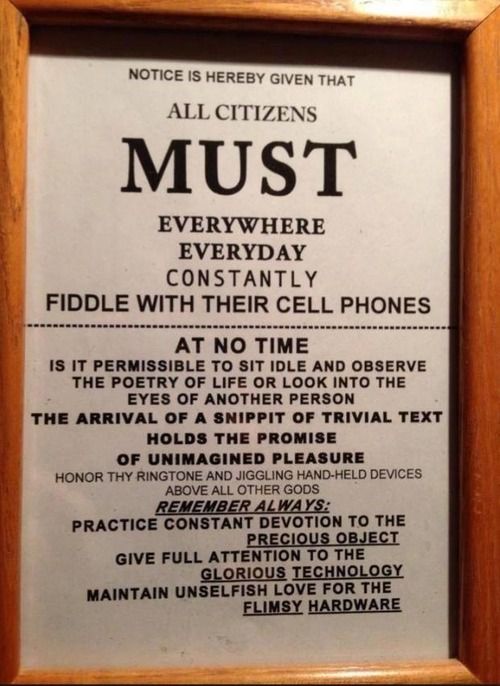 NOTICE IS HEREBY GIVEN THAT
ALL CITIZENS
MUST
EVERYWHERE
EVERYDAY
CONSTANTLY
FIDDLE WITH THEIR CELL PHONES
AT NO TIME
IS IT PERMISSIBLE TO SIT IDLE AND OBSERVE
THE POETRY OF LIFE OR LOOK INTO THE
EYES OF ANOTHER PERSON
THE ARRIVAL OF A SNIPPIT OF TRIVIAL TEXT
HOLDS THE PROMISE
OF UNIMAGINED PLEASURE
HONOR THY RINGTONE AND JIGGLING HAND-HELD DEVICES
ABOVE ALL OTHER GODS
REMEMBER ALWAYS:
PRACTICE CONSTANT DEVOTION TO THE
PRECIOUS OBJECT
GIVE FULL ATTENTION TO THE
GLORIOUS TECHNOLOGY
MAINTAIN UNSELFISH LOVE FOR THE
FLIMSY HARDWARE